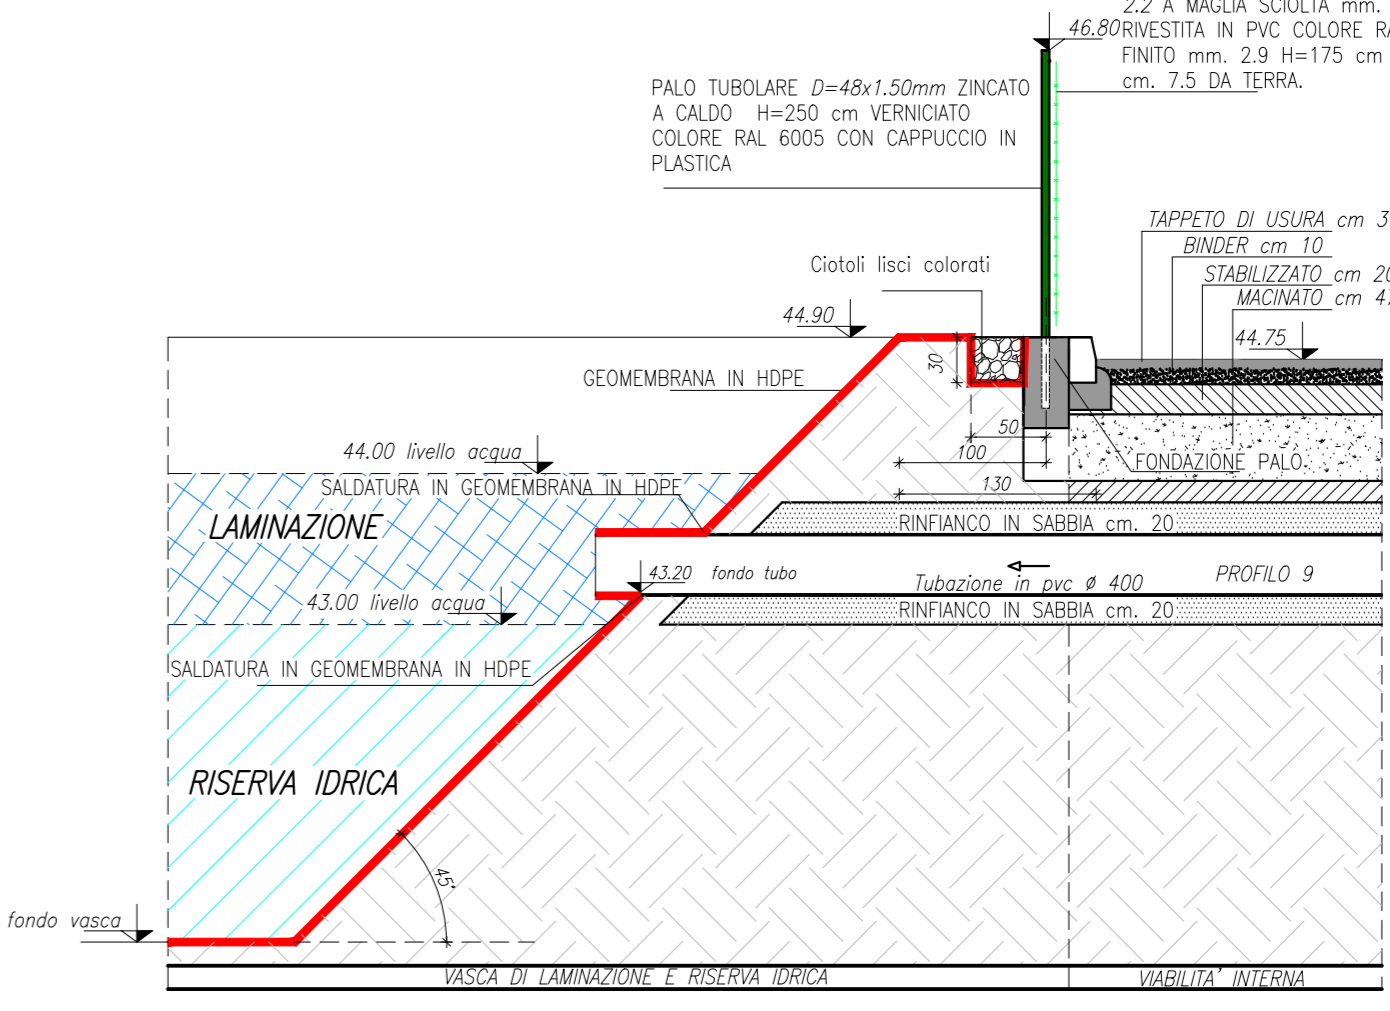 2.2 A MAGLIA SCIOLTA mm.
46.80
RIVESTITA IN PVC COLORE RA
FINITO mm. 2.9 H=175 cm
cm. 7.5 DA TERRA.
PALO TUBOLARE D=48x1.50mm ZINCATO
A CALDO H=250 cm VERNICIATO
COLORE RAL 6005 CON CAPPUCCIO IN
PLASTICA
TAPPETO DI USURA cm 3
BINDER cm 10
STABILIZZATO cm 20
MACINATO cm 47
Ciotoli lisci colorati
44.90
44.75
30
GEOMEMBRANA IN HDPE
50
44.00 livello acqua
100
FONDAZIONE PALO
SALDATURA IN GEOMEMBRANA IN HDPE
130
LAMINAZIONE
RINFIANCO IN SABBIA cm. 20
43.20 fondo tubo
Tubazione in pvc ø 400
PROFILO 9
43.00 livello acqua
RINFIANCO IN SABBIA cm. 20
SALDATURA IN GEOMEMBRANA IN HDPE
RISERVA IDRICA
45°
fondo vasca
VASCA DI LAMINAZIONE E RISERVA IDRICA
VIABILITA' INTERNA